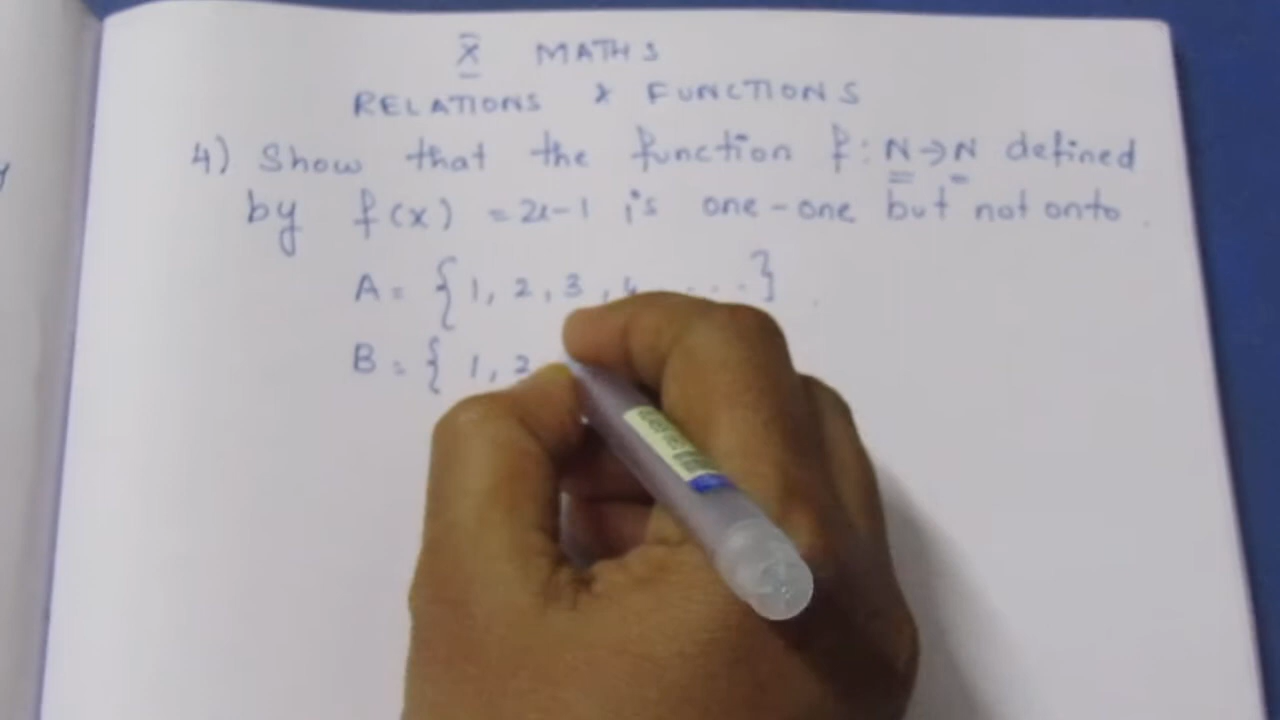 X MATHS
RELATIONS & FUNCTIONS
4) Show that the function f: N→N defined
by f(x) = 2x-1 is one-one but not onto.
A = { 1, 2, 3, 4 . . . }
B = { 1, 2